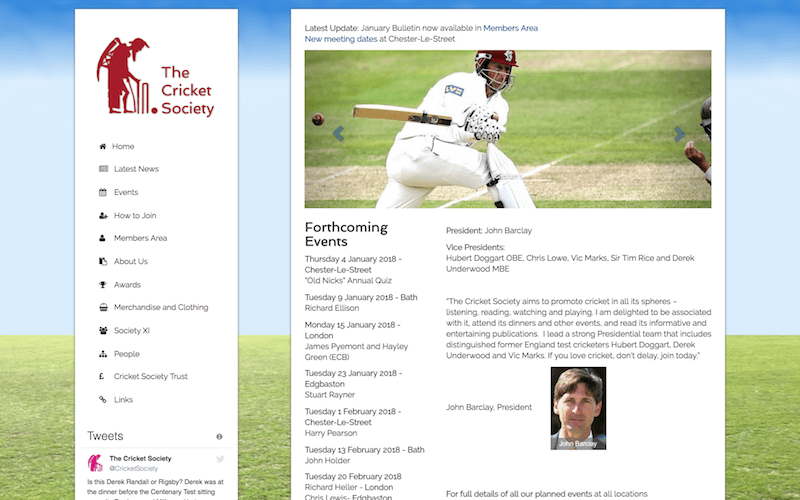 The
Cricket
Society
Home
Latest News
Events
How to Join
Members Area
About Us
Awards
Merchandise and Clothing
Society XI
People
£ Cricket Society Trust
Links
Tweets
The Cricket Society
@CricketSociety
Is this Derek Randall or Rigsby? Derek was at
the dinner before the Centenary Test sitting
Latest Update: January Bulletin now available in Members Area
New meeting dates at Chester-Le-Street
Forthcoming
Events
Thursday 4 January 2018 -
Chester-Le-Street
"Old Nicks" Annual Quiz
Tuesday 9 January 2018 - Bath
Richard Ellison
Monday 15 January 2018 -
London
James Pyemont and Hayley
Green (ECB)
Tuesday 23 January 2018 -
Edgbaston
Stuart Rayner
Tuesday 1 February 2018 -
Chester-Le-Street
Harry Pearson
Tuesday 13 February 2018 - Bath
John Holder
Tuesday 20 February 2018
Richard Heller - London
Chris Lewis- Edgbaston
President: John Barclay
Vice Presidents:
Hubert Doggart OBE, Chris Lowe, Vic Marks, Sir Tim Rice and Derek
Underwood MBE
"The Cricket Society aims to promote cricket in all its spheres –
listening, reading, watching and playing. I am delighted to be associated
with it, attend its dinners and other events, and read its informative and
entertaining publications. I lead a strong Presidential team that includes
distinguished former England test cricketers Hubert Doggart, Derek
Underwood and Vic Marks. If you love cricket, don't delay, join today."
John Barclay, President
John Barclay
For full details of all our planned events at all locations